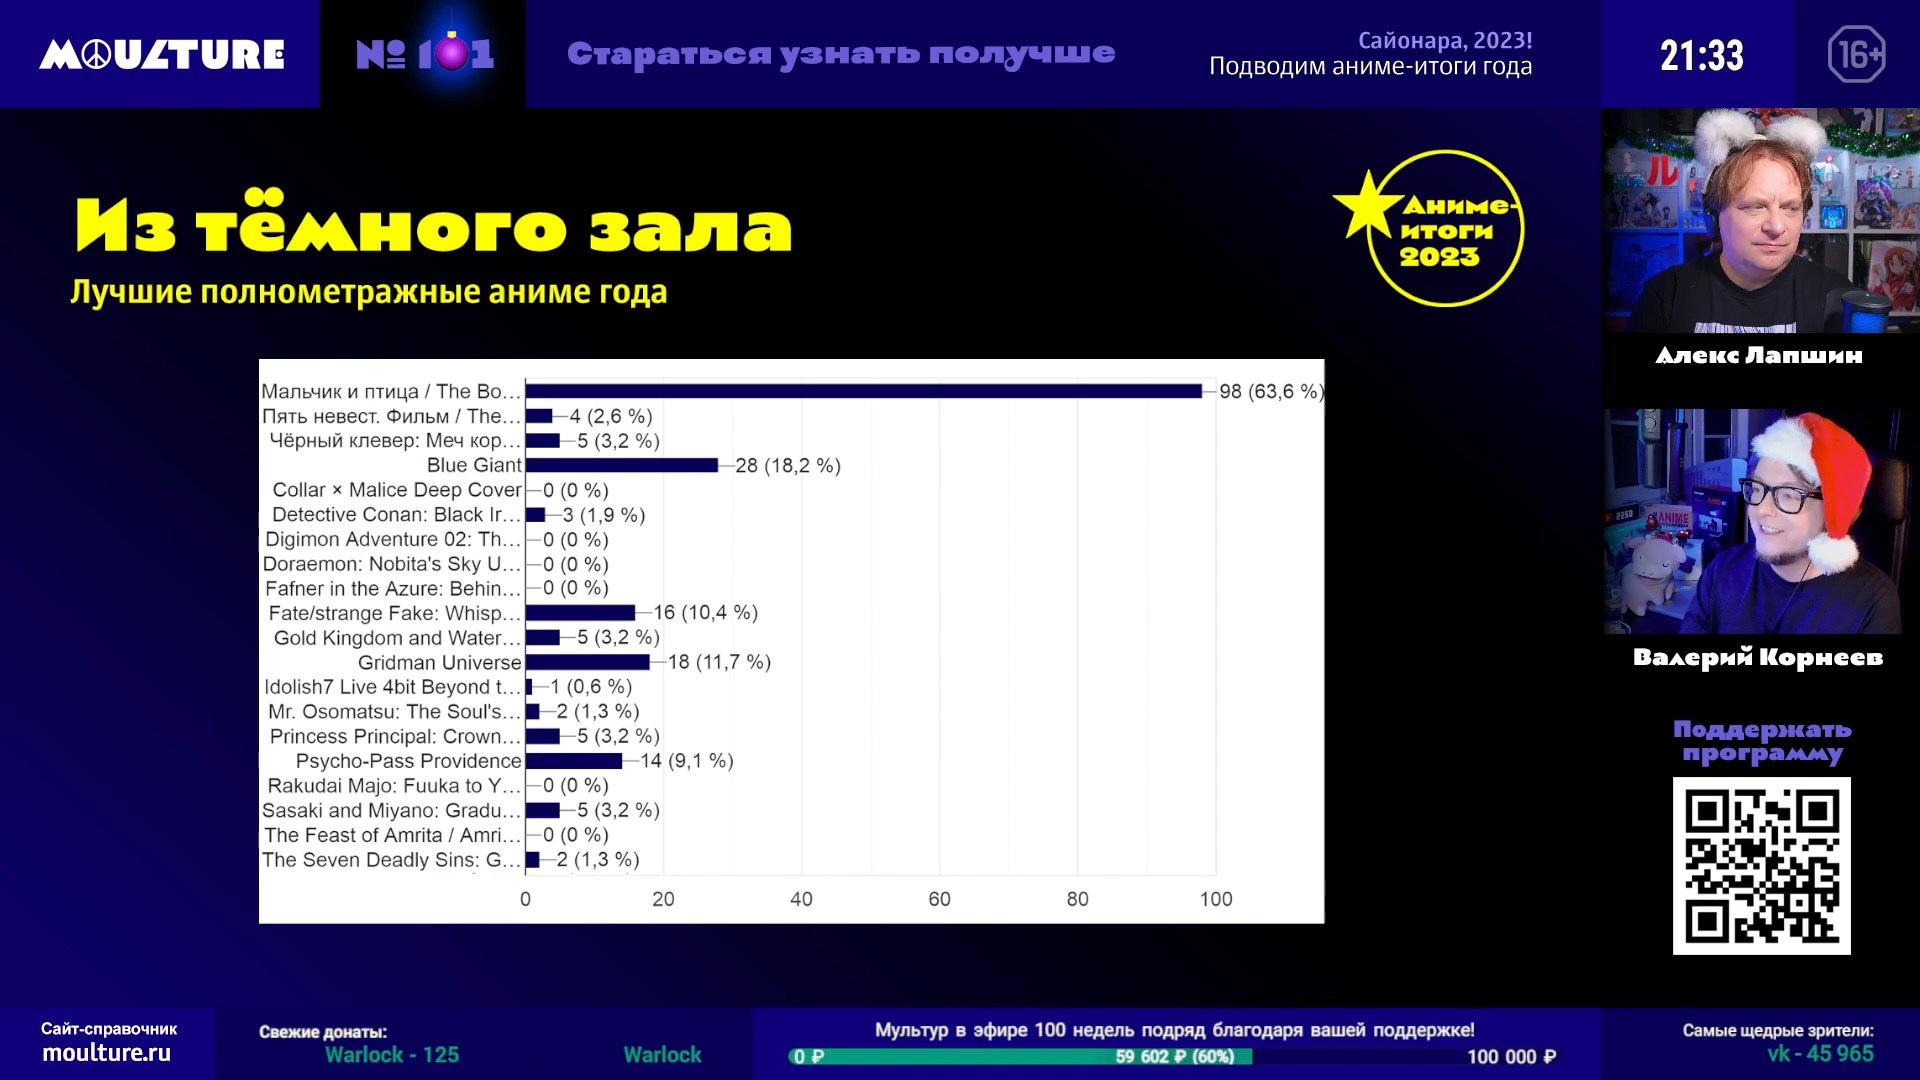 MOULTURE
№ 101
Стараться узнать получше
Сайонара, 2023!
Подводим аниме-итоги года
21:33
16+
Из тёмного зала
Лучшие полнометражные аниме года
Аниме-
итоги
2023
Мальчик и птица / The Bo… 98 (63,6 %)
Пять невест. Фильм / The… 4 (2,6 %)
Чёрный клевер: Меч кор… 5 (3,2 %)
Blue Giant 28 (18,2 %)
Collar × Malice Deep Cover 0 (0 %)
Detective Conan: Black Ir… 3 (1,9 %)
Digimon Adventure 02: Th… 0 (0 %)
Doraemon: Nobita's Sky U… 0 (0 %)
Fafner in the Azure: Behin… 0 (0 %)
Fate/strange Fake: Whisp… 16 (10,4 %)
Gold Kingdom and Water… 5 (3,2 %)
Gridman Universe 18 (11,7 %)
Idolish7 Live 4bit Beyond t… 1 (0,6 %)
Mr. Osomatsu: The Soul's… 2 (1,3 %)
Princess Principal: Crown… 5 (3,2 %)
Psycho-Pass Providence 14 (9,1 %)
Rakudai Majo: Fuuka to Y… 0 (0 %)
Sasaki and Miyano: Gradu… 5 (3,2 %)
The Feast of Amrita / Amri… 0 (0 %)
The Seven Deadly Sins: G… 2 (1,3 %)
0 20 40 60 80 100
ル
Алекс Лапшин
2250
ANIME
Валерий Корнеев
Поддержать
программу
Сайт-справочник
moulture.ru
Свежие донаты:
Warlock - 125 Warlock
Мультур в эфире 100 недель подряд благодаря вашей поддержке!
0 ₽ 59 602 ₽ (60%) 100 000 ₽
Самые щедрые зрители:
vk - 45 965